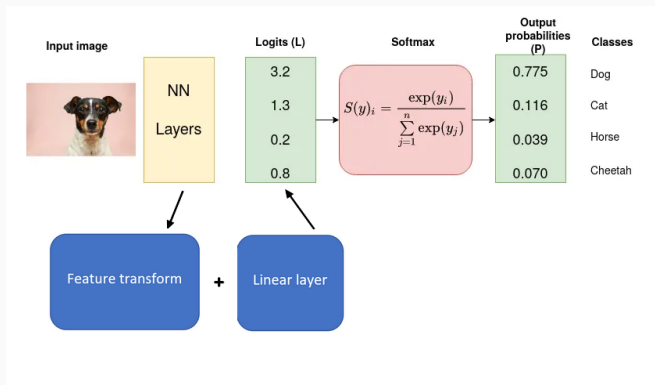 Input image
NN
Layers
Logits (L)
3.2
1.3
0.2
0.8
Softmax
S(y)_i = exp(y_i) / \sum_{j=1}^{n} exp(y_j)
Output
probabilities
(P)
0.775
0.116
0.039
0.070
Classes
Dog
Cat
Horse
Cheetah
Feature transform
+
Linear layer